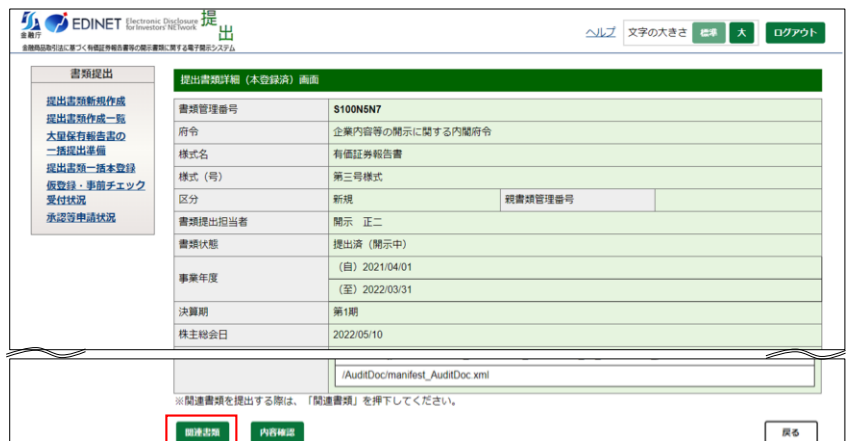 EDINET Electronic Disclosure for Investors' NETwork 提出
金融庁
金融商品取引法に基づく有価証券報告書等の開示書類に関する電子開示システム
ヘルプ 文字の大きさ 標準 大 ログアウト
書類提出
提出書類新規作成
提出書類作成一覧
大量保有報告書の
一括提出準備
提出書類一括本登録
仮登録・事前チェック
受付状況
承認等申請状況
提出書類詳細（本登録済）画面
書類管理番号 S100N5N7
府令 企業内容等の開示に関する内閣府令
様式名 有価証券報告書
様式（号） 第三号様式
区分 新規 親書類管理番号
書類提出担当者 開示 正二
書類状態 提出済（開示中）
事業年度 （自）2021/04/01
（至）2022/03/31
決算期 第1期
株主総会日 2022/05/10
/AuditDoc/manifest_AuditDoc.xml
※関連書類を提出する際は、「関連書類」を押下してください。
関連書類 内容確認 戻る